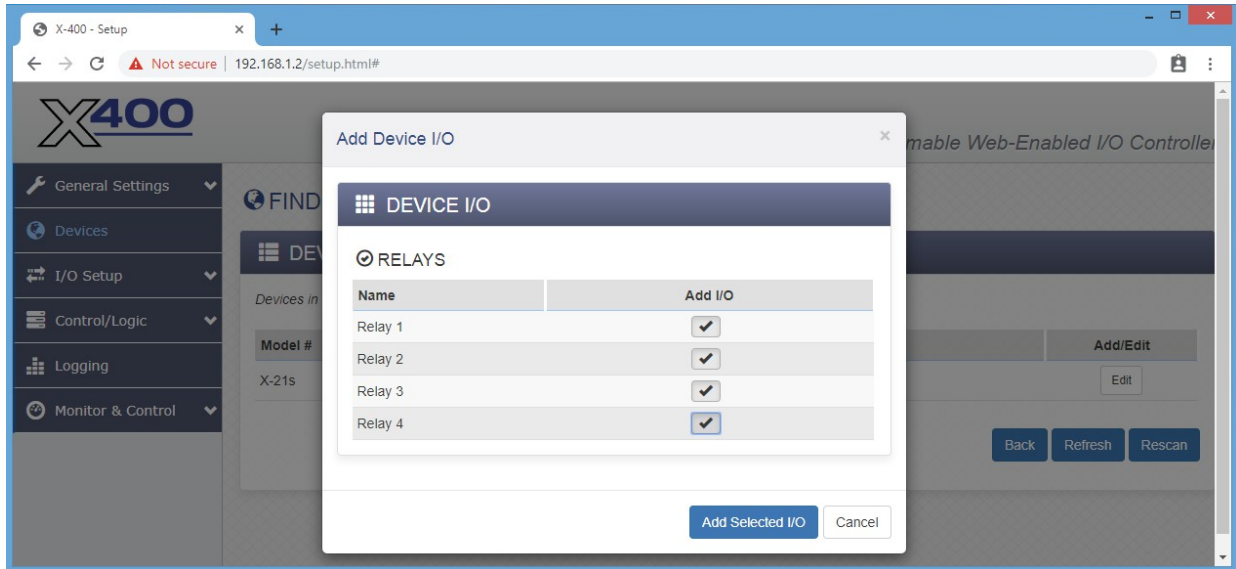 X-400 - Setup
Not secure | 192.168.1.2/setup.html#
X400
mable Web-Enabled I/O Controller
General Settings
Devices
I/O Setup
Control/Logic
Logging
Monitor & Control
FIND
DEV
Devices in
Model #
Add/Edit
X-21s
Edit
Back Refresh Rescan
Add Device I/O
×
DEVICE I/O
RELAYS
Name Add I/O
Relay 1
Relay 2
Relay 3
Relay 4
Add Selected I/O Cancel